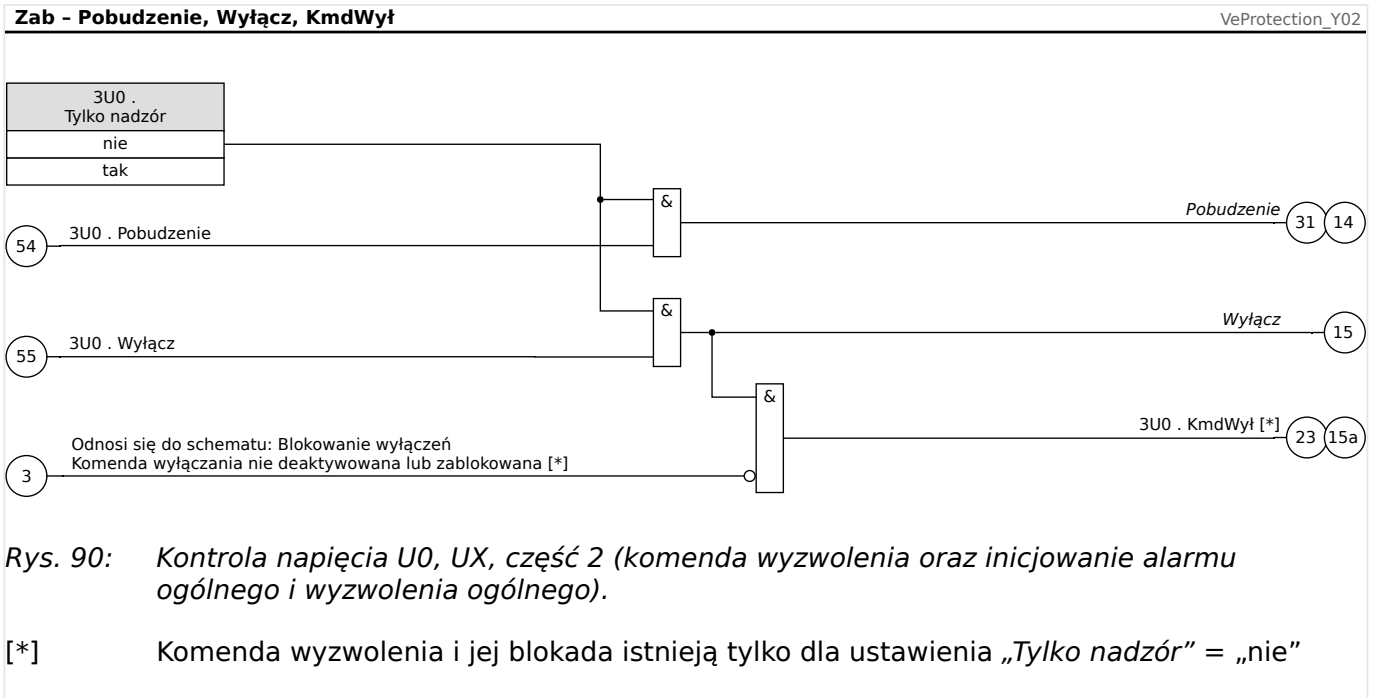 Zab – Pobudzenie, Wyłącz, KmdWył
VeProtection_Y02
3U0 .
Tylko nadzór
nie
tak
&
Pobudzenie
31
14
54
3U0 . Pobudzenie
&
Wyłącz
15
55
3U0 . Wyłącz
&
3U0 . KmdWył [*]
23
15a
Odnosi się do schematu: Blokowanie wyłączeń
Komenda wyłączania nie deaktywowana lub zablokowana [*]
3
Rys. 90: Kontrola napięcia U0, UX, część 2 (komenda wyzwolenia oraz inicjowanie alarmu
ogólnego i wyzwolenia ogólnego).
[*] Komenda wyzwolenia i jej blokada istnieją tylko dla ustawienia „Tylko nadzór” = „nie”